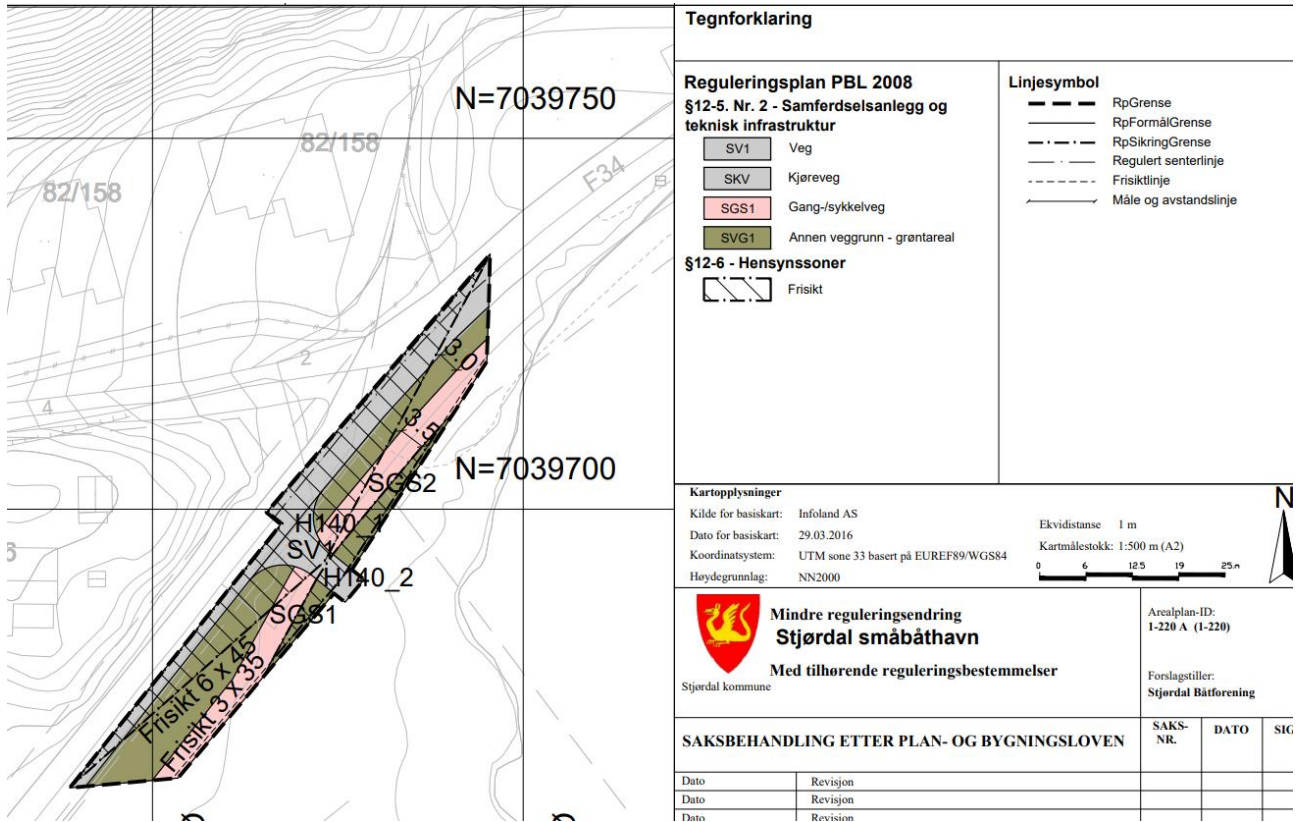 N=7039750
82/158
82/158
F34
2
4
3.0
3.5
N=7039700
SGS2
H140_1
SV1
H140_2
SGS1
Frisikt 6 x 45
Frisikt 3 x 35
Tegnforklaring
Reguleringsplan PBL 2008
§12-5. Nr. 2 - Samferdselsanlegg og
teknisk infrastruktur
SV1 Veg
SKV Kjøreveg
SGS1 Gang-/sykkelveg
SVG1 Annen veggrunn - grøntareal
§12-6 - Hensynssoner
Frisikt
Linjesymbol
RpGrense
RpFormålGrense
RpSikringGrense
Regulert senterlinje
Frisiktlinje
Måle og avstandslinje
Kartopplysninger
Kilde for basiskart: Infoland AS
Dato for basiskart: 29.03.2016
Koordinatsystem: UTM sone 33 basert på EUREF89/WGS84
Høydegrunnlag: NN2000
Ekvidistanse 1 m
Kartmålestokk: 1:500 m (A2)
0 6 12.5 19 25m
N
Stjørdal kommune
Mindre reguleringsendring
Stjørdal småbåthavn
Med tilhørende reguleringsbestemmelser
Arealplan-ID:
1-220 A (1-220)
Forslagstiller:
Stjørdal Båtforening
SAKSBEHANDLING ETTER PLAN- OG BYGNINGSLOVEN
SAKS-
NR.
DATO
SIG
Dato Revisjon
Dato Revisjon
Dato Revisjon